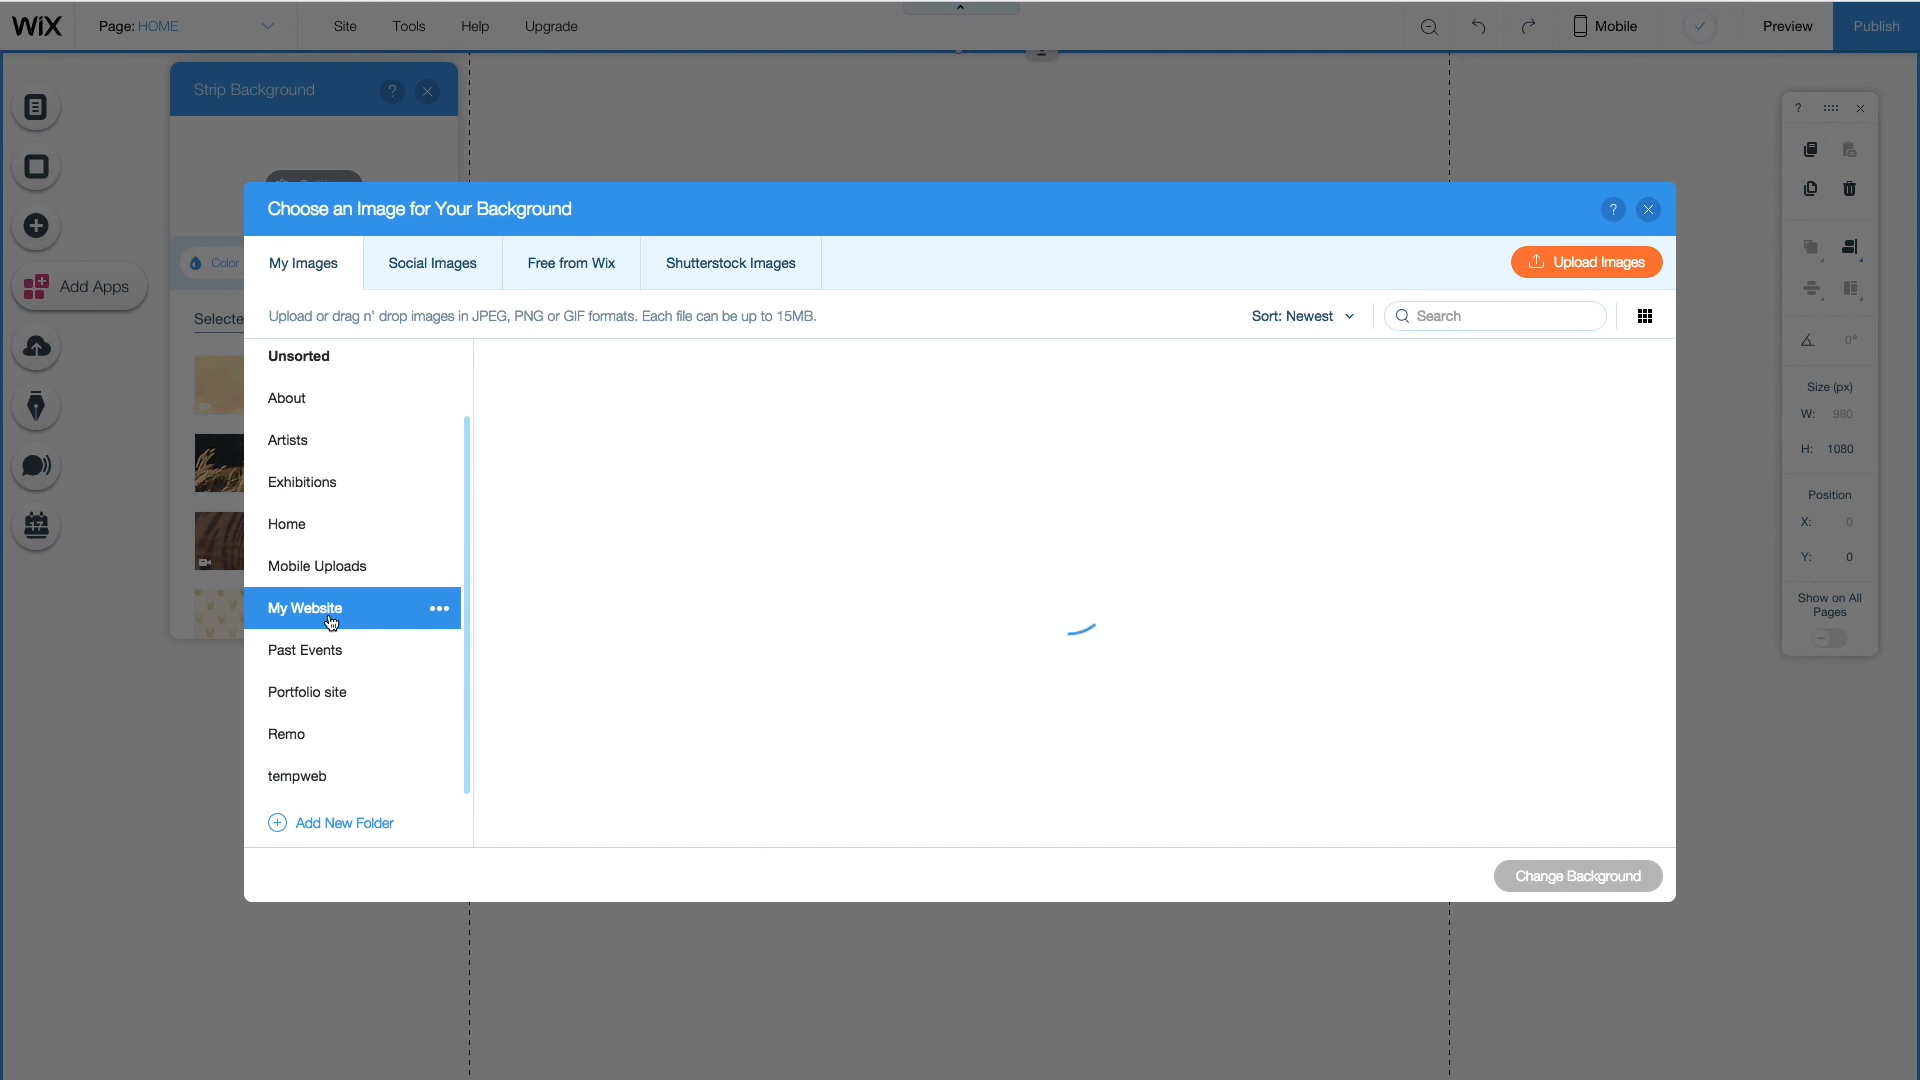 WiX
Page: HOME
Site
Tools
Help
Upgrade
Mobile
Preview
Publish
Strip Background
?
Add Apps
Color
Selecte
17
Choose an Image for Your Background
?
My Images
Social Images
Free from Wix
Shutterstock Images
Upload Images
Upload or drag n' drop images in JPEG, PNG or GIF formats. Each file can be up to 15MB.
Sort: Newest
Search
Unsorted
About
Artists
Exhibitions
Home
Mobile Uploads
My Website
Past Events
Portfolio site
Remo
tempweb
Add New Folder
Change Background
?
0°
Size (px)
W: 980
H: 1080
Position
X: 0
Y: 0
Show on All
Pages